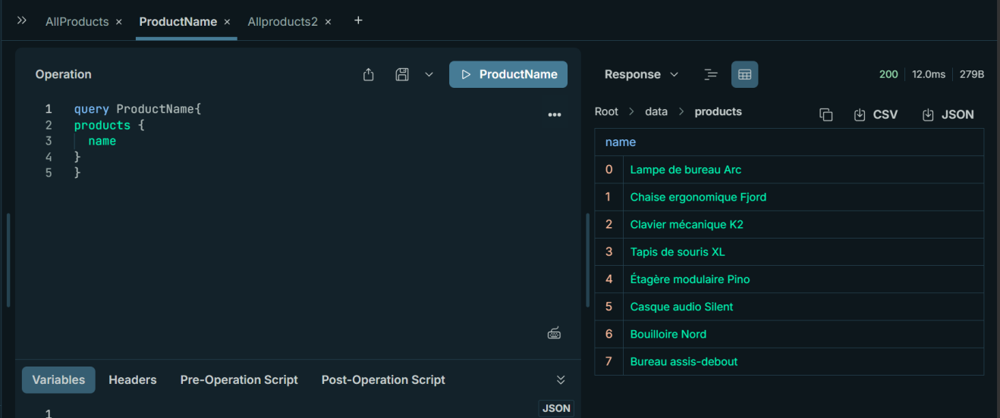 AllProducts
ProductName
Allproducts2
Operation
ProductName
1 query ProductName{
2 products {
3 name
4 }
5 }
Variables Headers Pre-Operation Script Post-Operation Script
1
JSON
Response
200 12.0ms 279B
Root > data > products
CSV JSON
name
0 Lampe de bureau Arc
1 Chaise ergonomique Fjord
2 Clavier mécanique K2
3 Tapis de souris XL
4 Étagère modulaire Pino
5 Casque audio Silent
6 Bouilloire Nord
7 Bureau assis-debout